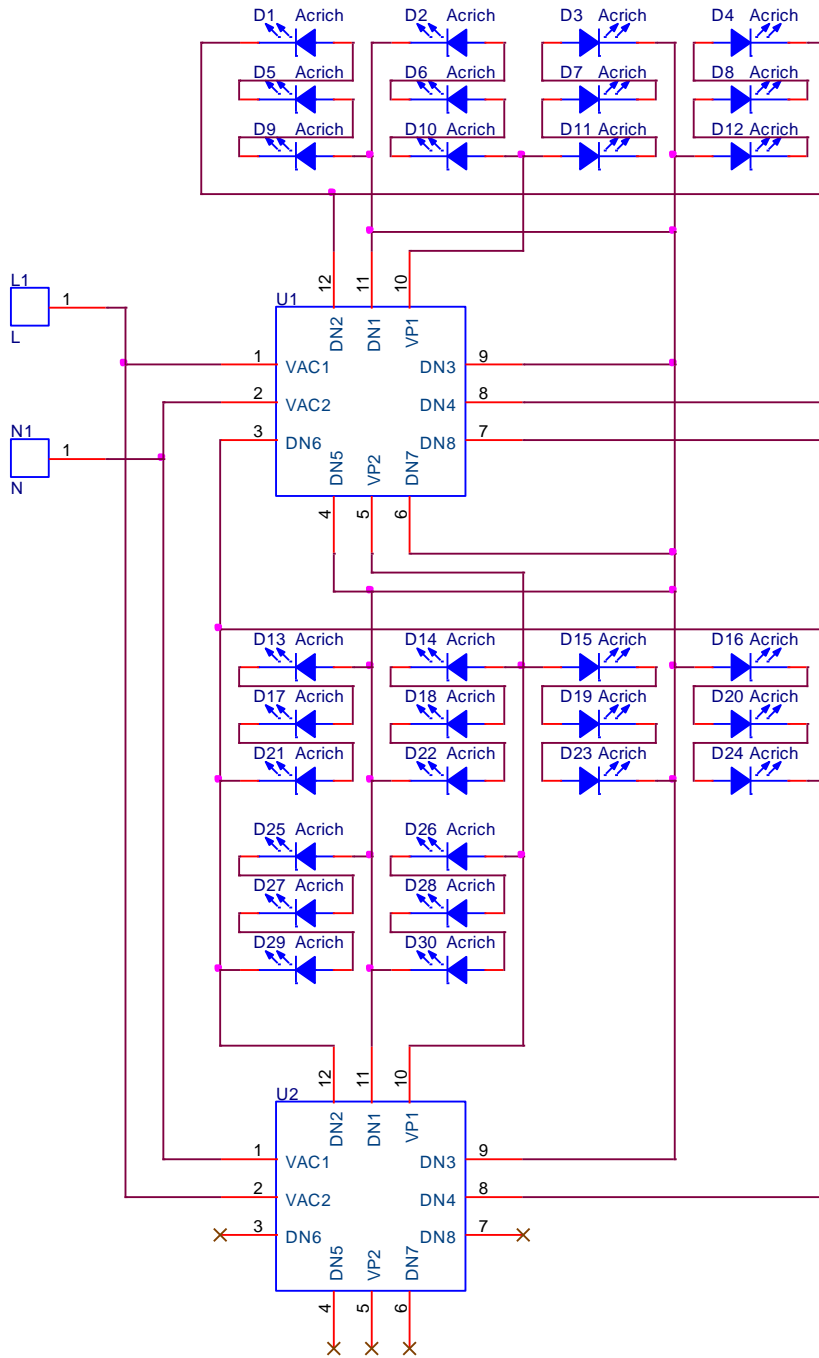 D1 Acrich D2 Acrich D3 Acrich D4 Acrich
D5 Acrich D6 Acrich D7 Acrich D8 Acrich
D9 Acrich D10 Acrich D11 Acrich D12 Acrich
L1
1
L
N1
1
N
U1
12 11 10
DN2 DN1 VP1
1 VAC1 DN3 9
2 VAC2 DN4 8
3 DN6 DN8 7
DN5 VP2 DN7
4 5 6
D13 Acrich D14 Acrich D15 Acrich D16 Acrich
D17 Acrich D18 Acrich D19 Acrich D20 Acrich
D21 Acrich D22 Acrich D23 Acrich D24 Acrich
D25 Acrich D26 Acrich
D27 Acrich D28 Acrich
D29 Acrich D30 Acrich
U2
12 11 10
DN2 DN1 VP1
1 VAC1 DN3 9
2 VAC2 DN4 8
3 DN6 DN8 7
DN5 VP2 DN7
4 5 6